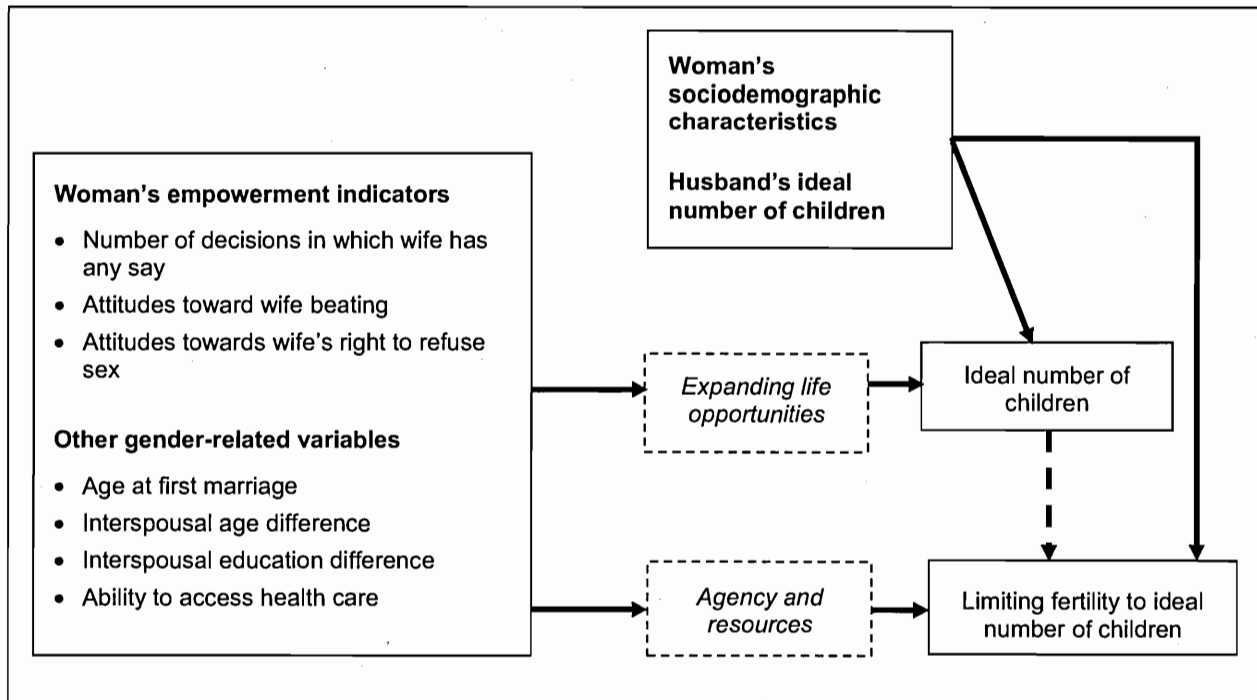 Woman's
sociodemographic
characteristics
Husband's ideal
number of children
Woman's empowerment indicators
• Number of decisions in which wife has
any say
• Attitudes toward wife beating
• Attitudes towards wife's right to refuse
sex
Other gender-related variables
• Age at first marriage
• Interspousal age difference
• Interspousal education difference
• Ability to access health care
Expanding life
opportunities
Ideal number of
children
Agency and
resources
Limiting fertility to ideal
number of children